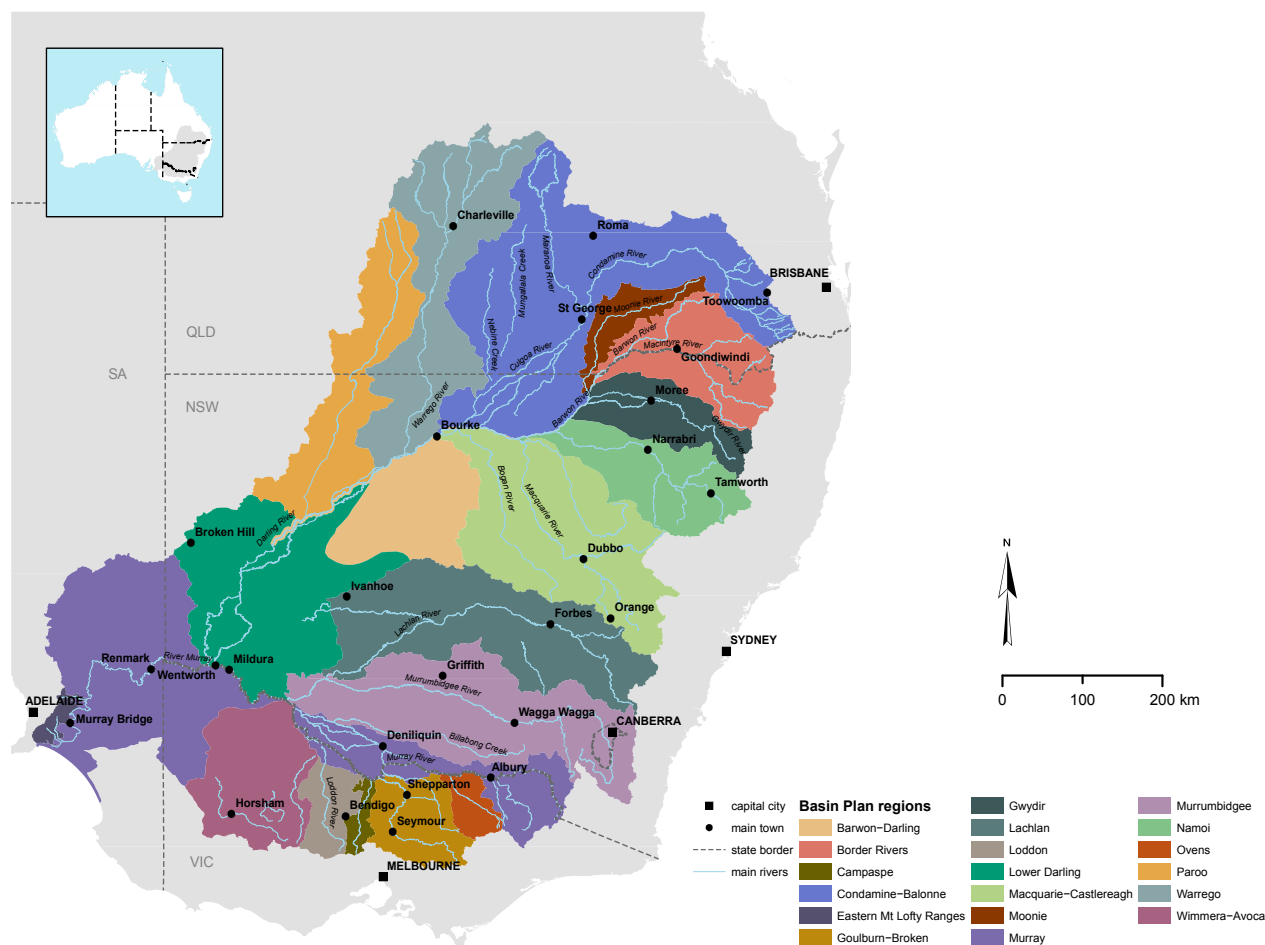 Charleville
Roma
Maranoa River
Mungallala Creek
Condamine River
BRISBANE
Nebine Creek
St George
Moonie River
Toowoomba
QLD
Culgoa River
Barwon River
Macintyre River
Goondiwindi
SA
NSW
Warrego River
Barwon River
Moree
Bourke
Gwydir River
Narrabri
Bogan River
Macquarie River
Tamworth
Darling River
Broken Hill
N
Dubbo
Ivanhoe
Lachlan River
Forbes
Orange
SYDNEY
Renmark
River Murray
Mildura
Wentworth
Griffith
Murrumbidgee River
ADELAIDE
Murray Bridge
Wagga Wagga
CANBERRA
0 100 200 km
Deniliquin
Billabong Creek
Murray River
Albury
Loddon River
Shepparton
Horsham
Bendigo
Seymour
VIC
MELBOURNE
capital city
main town
state border
main rivers
Basin Plan regions
Barwon−Darling
Border Rivers
Campaspe
Condamine−Balonne
Eastern Mt Lofty Ranges
Goulburn−Broken
Gwydir
Lachlan
Loddon
Lower Darling
Macquarie−Castlereagh
Moonie
Murray
Murrumbidgee
Namoi
Ovens
Paroo
Warrego
Wimmera−Avoca